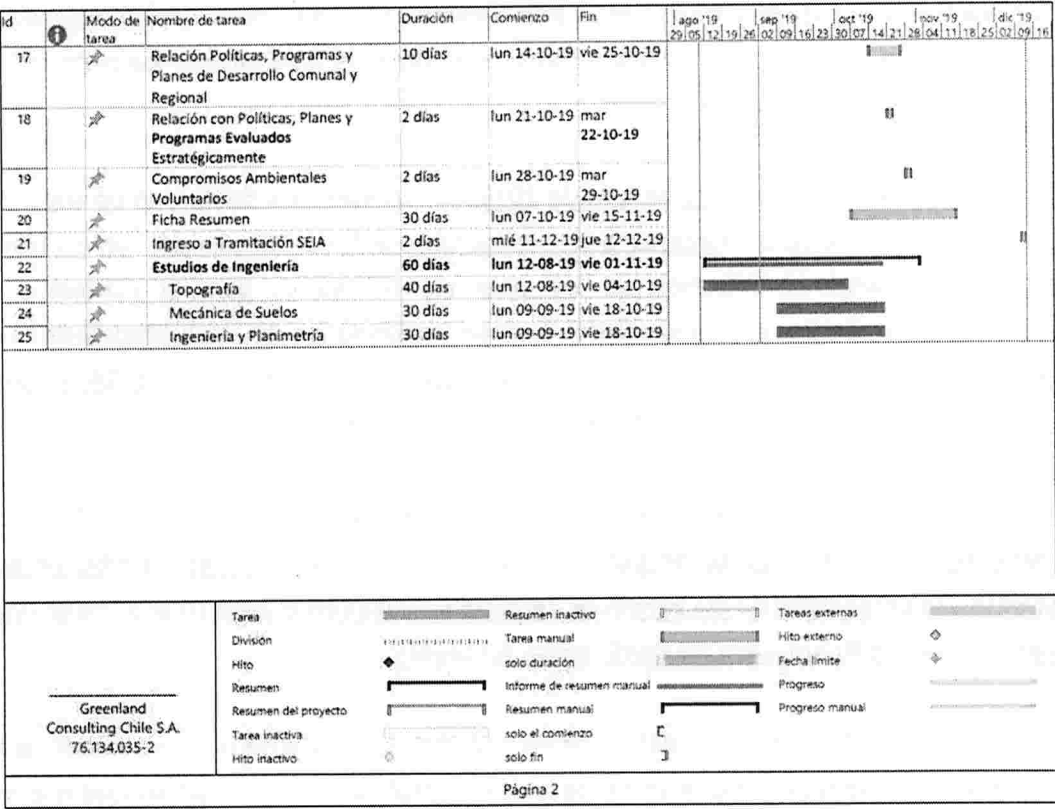 Id Modo de Nombre de tarea Duración Comienzo Fin ago '19 sep '19 oct '19 nov '19 dic '19
tarea 29 05 12 19 26 02 09 16 23 30 07 14 21 28 04 11 18 25 02 09 16
17 Relación Políticas, Programas y 10 días lun 14-10-19 vie 25-10-19
Planes de Desarrollo Comunal y
Regional
18 Relación con Políticas, Planes y 2 días lun 21-10-19 mar
Programas Evaluados 22-10-19
Estratégicamente
19 Compromisos Ambientales 2 días lun 28-10-19 mar
Voluntarios 29-10-19
20 Ficha Resumen 30 días lun 07-10-19 vie 15-11-19
21 Ingreso a Tramitación SEIA 2 días mié 11-12-19 jue 12-12-19
22 Estudios de Ingeniería 60 días lun 12-08-19 vie 01-11-19
23 Topografía 40 días lun 12-08-19 vie 04-10-19
24 Mecánica de Suelos 30 días lun 09-09-19 vie 18-10-19
25 Ingeniería y Planimetría 30 días lun 09-09-19 vie 18-10-19
Tarea Resumen inactivo Tareas externas
División Tarea manual Hito externo
Hito solo duración Fecha límite
Resumen Informe de resumen manual Progreso
Resumen del proyecto Resumen manual Progreso manual
Tarea inactiva solo el comienzo
Hito inactivo solo fin
Greenland
Consulting Chile S.A.
76.134.035-2
Página 2